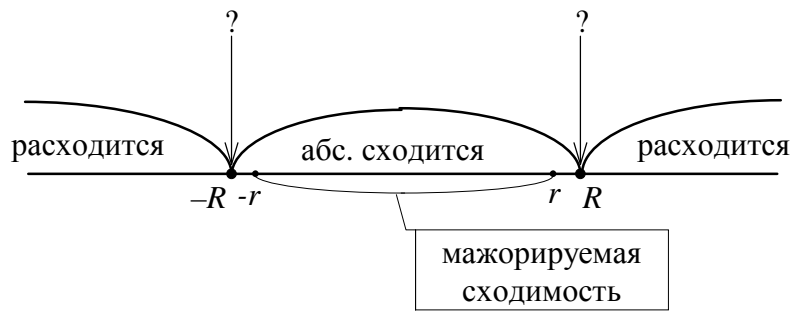 ? ?
расходится абс. сходится расходится
–R -r r R
мажорируемая
сходимость